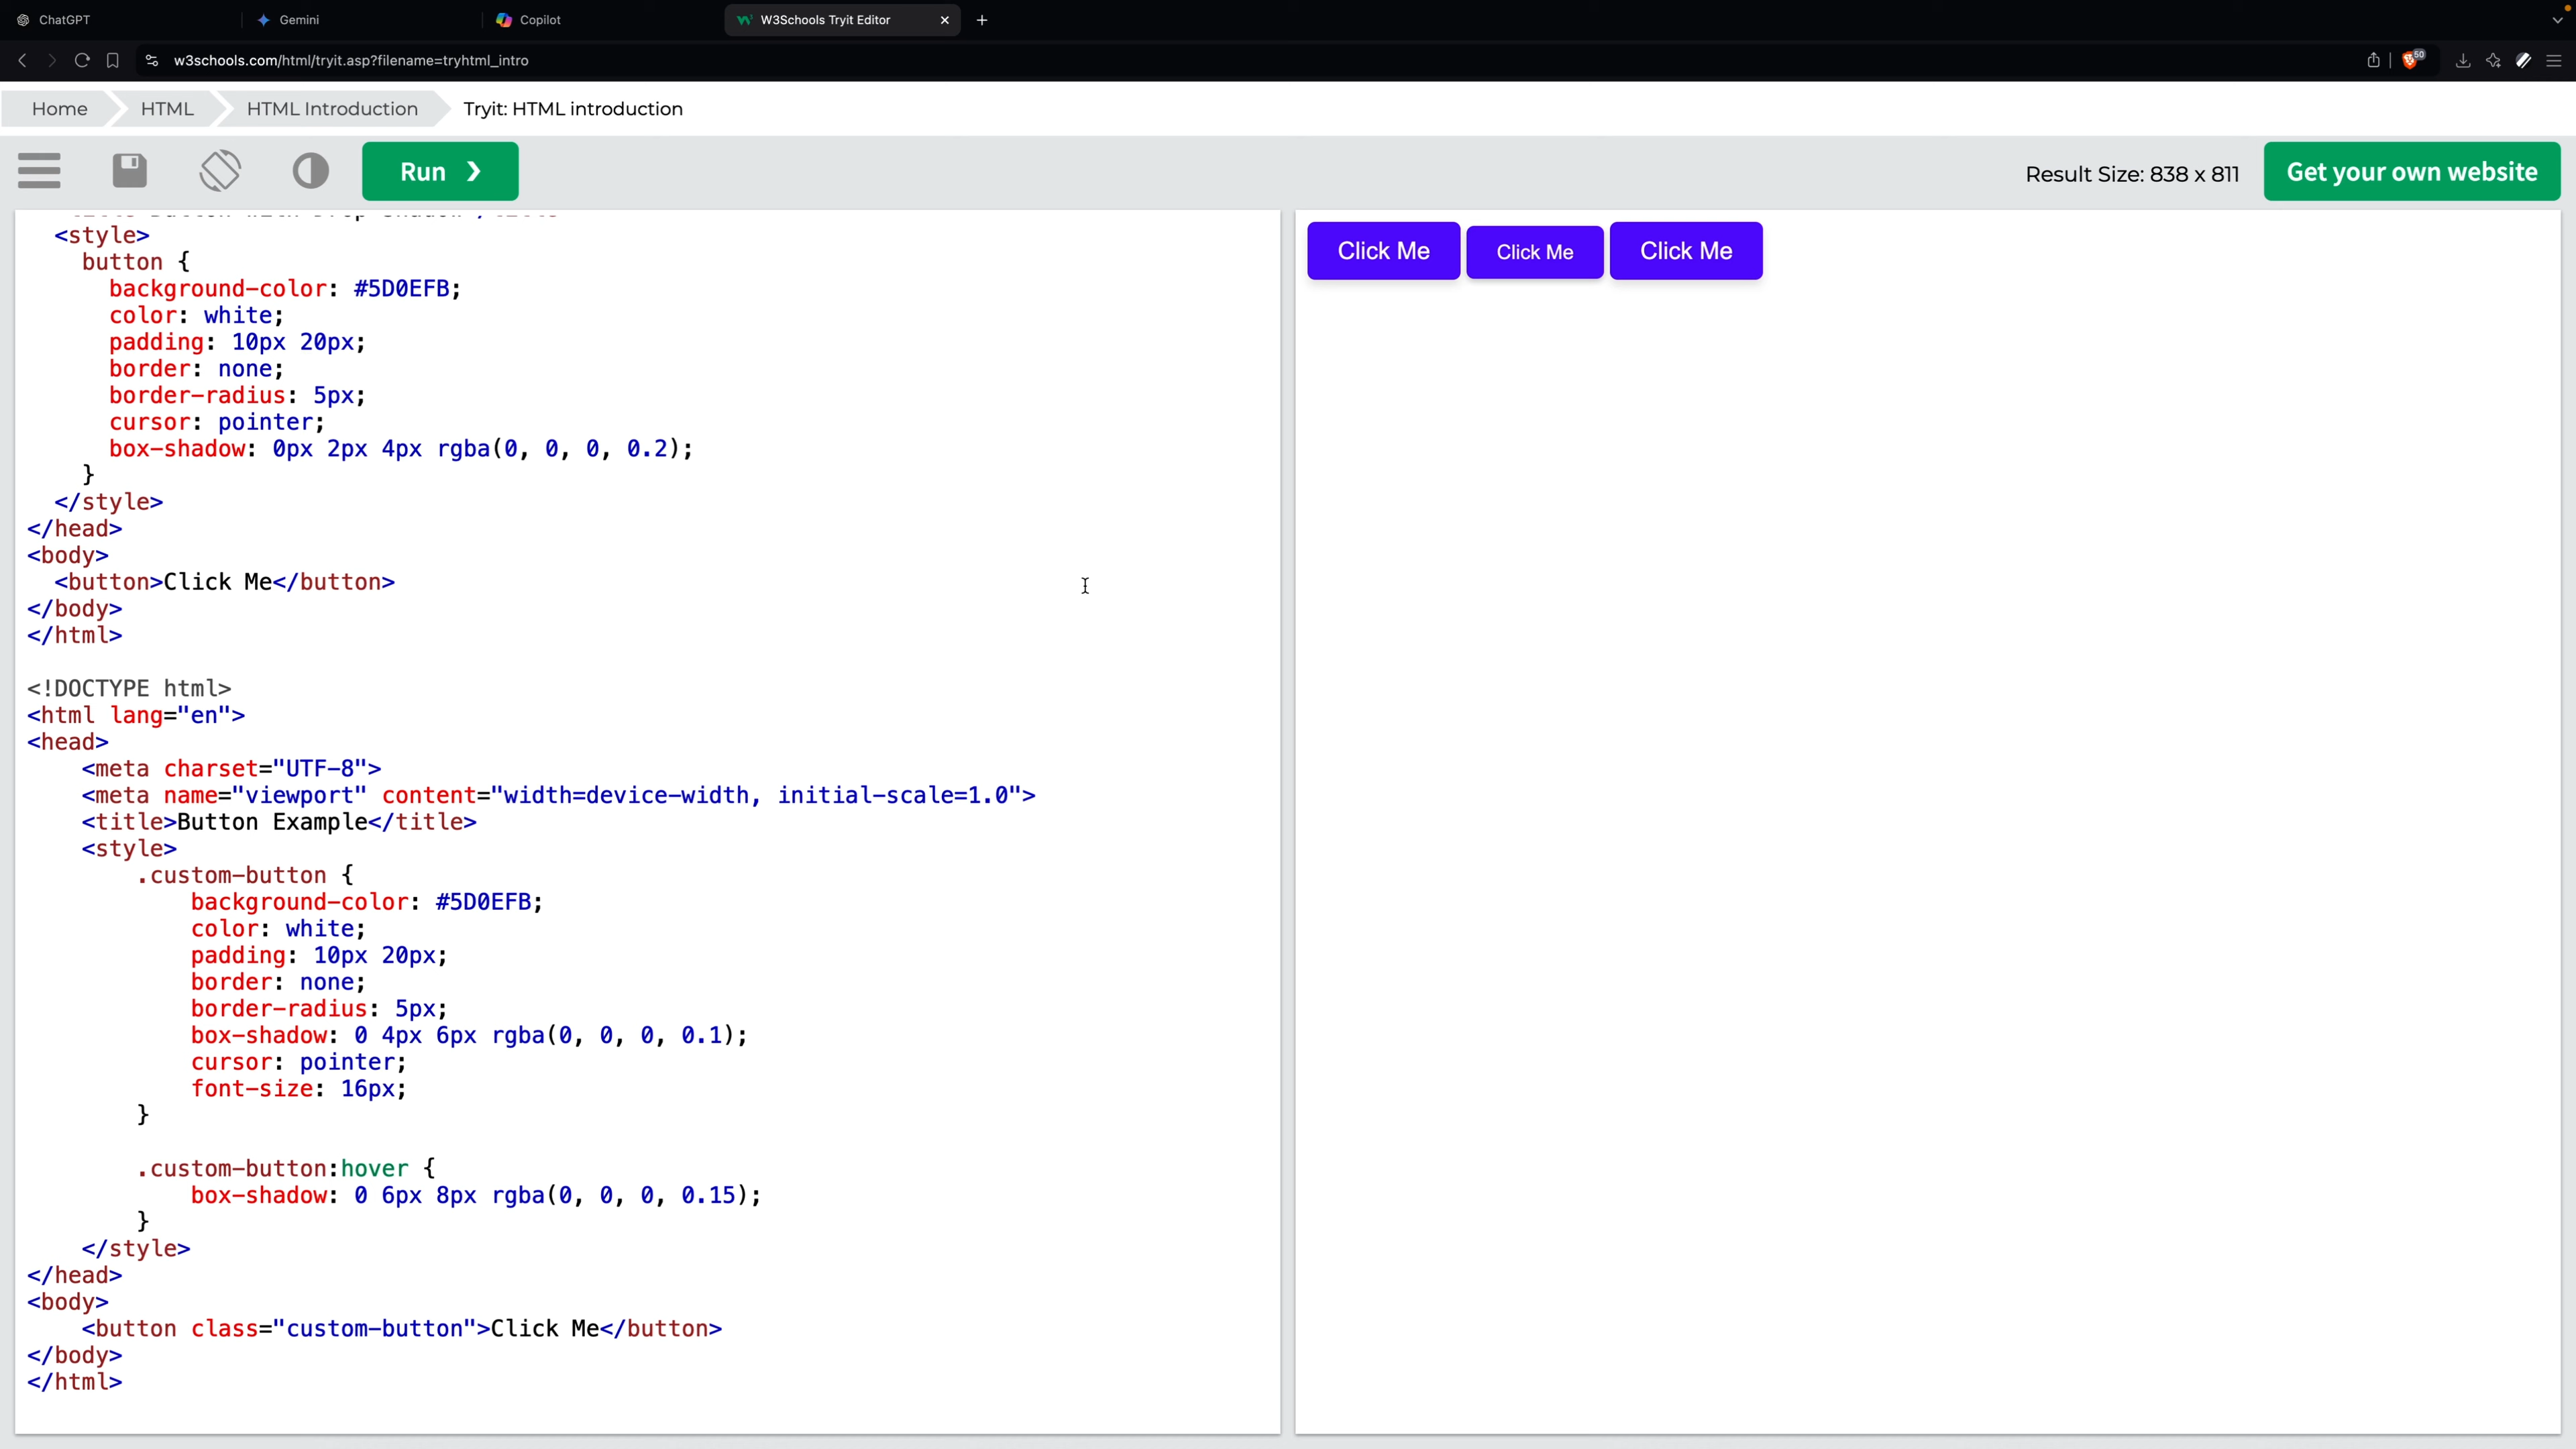 ChatGPT
Gemini
Copilot
W3Schools Tryit Editor
w3schools.com/html/tryit.asp?filename=tryhtml_intro
50
Home
HTML
HTML Introduction
Tryit: HTML introduction
Run ❯
Result Size: 838 x 811
Get your own website
<style>
button {
background-color: #5D0EFB;
color: white;
padding: 10px 20px;
border: none;
border-radius: 5px;
cursor: pointer;
box-shadow: 0px 2px 4px rgba(0, 0, 0, 0.2);
}
</style>
</head>
<body>
<button>Click Me</button>
</body>
</html>
<!DOCTYPE html>
<html lang="en">
<head>
<meta charset="UTF-8">
<meta name="viewport" content="width=device-width, initial-scale=1.0">
<title>Button Example</title>
<style>
.custom-button {
background-color: #5D0EFB;
color: white;
padding: 10px 20px;
border: none;
border-radius: 5px;
box-shadow: 0 4px 6px rgba(0, 0, 0, 0.1);
cursor: pointer;
font-size: 16px;
}
.custom-button:hover {
box-shadow: 0 6px 8px rgba(0, 0, 0, 0.15);
}
</style>
</head>
<body>
<button class="custom-button">Click Me</button>
</body>
</html>
Click Me
Click Me
Click Me